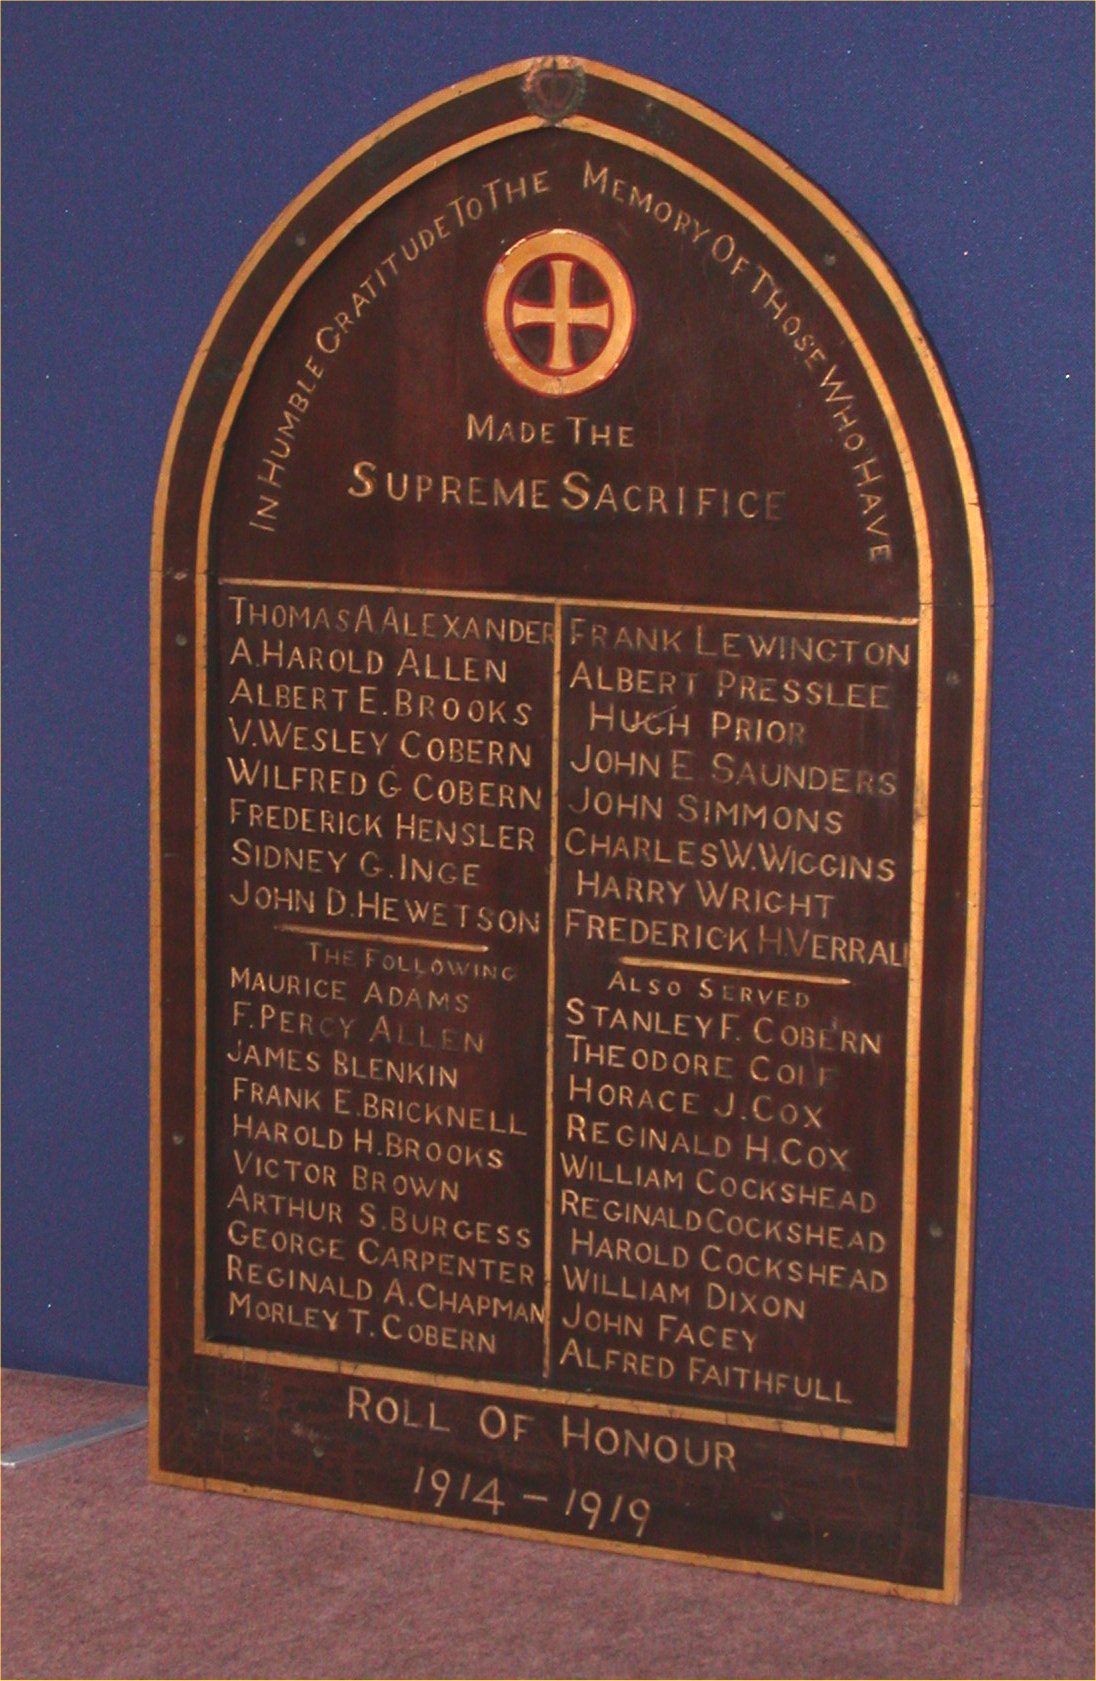 In Humble Gratitude To The Memory Of Those Who Have
Made The
Supreme Sacrifice
Thomas A Alexander
A. Harold Allen
Albert E. Brooks
V. Wesley Cobern
Wilfred G Cobern
Frederick Hensler
Sidney G. Inge
John D. Hewetson
Frank Lewington
Albert Presslee
Hugh Prior
John E Saunders
John Simmons
Charles W. Wiggins
Harry Wright
Frederick H. Verrall
The Following
Maurice Adams
F. Percy Allen
James Blenkin
Frank E. Bricknell
Harold H. Brooks
Victor Brown
Arthur S. Burgess
George Carpenter
Reginald A. Chapman
Morley T. Cobern
Also Served
Stanley F. Cobern
Theodore Cole
Horace J. Cox
Reginald H. Cox
William Cockshead
Reginald Cockshead
Harold Cockshead
William Dixon
John Facey
Alfred Faithfull
Roll Of Honour
1914 - 1919